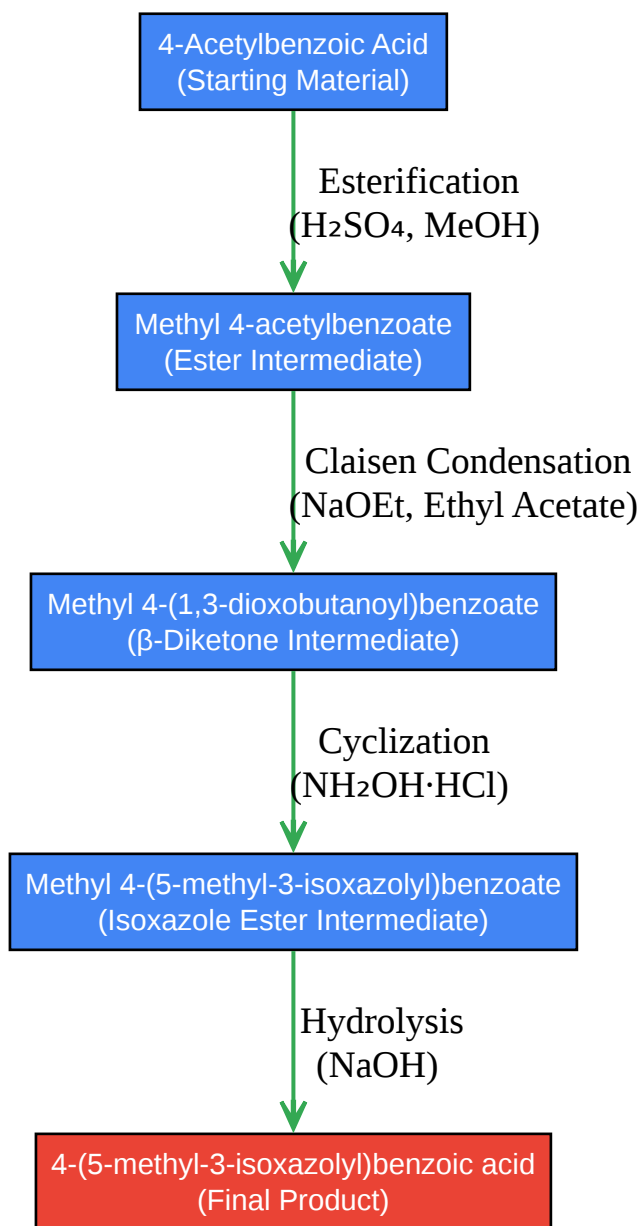 4-Acetylbenzoic Acid
(Starting Material)
Esterification
(H₂SO₄, MeOH)
Methyl 4-acetylbenzoate
(Ester Intermediate)
Claisen Condensation
(NaOEt, Ethyl Acetate)
Methyl 4-(1,3-dioxobutanoyl)benzoate
(β-Diketone Intermediate)
Cyclization
(NH₂OH·HCl)
Methyl 4-(5-methyl-3-isoxazolyl)benzoate
(Isoxazole Ester Intermediate)
Hydrolysis
(NaOH)
4-(5-methyl-3-isoxazolyl)benzoic acid
(Final Product)